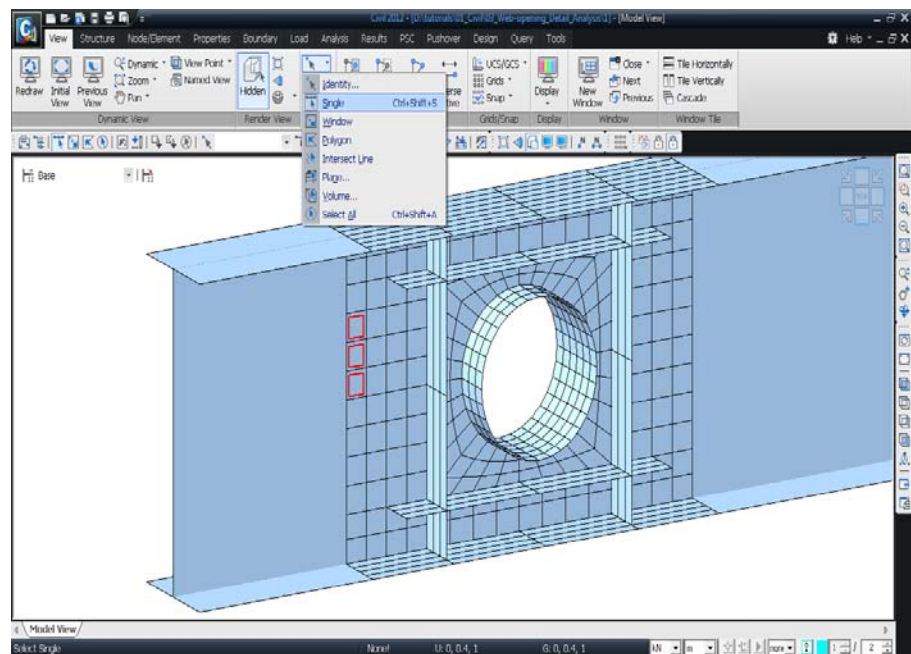 Civil 2012 - [D:\tutorials\01_Civil\03_Web-opening_Detail_Analysis\1] - [Model View]
View Structure Node/Element Properties Boundary Load Analysis Results PSC Pushover Design Query Tools Help
Redraw Initial View Previous View Dynamic Zoom Pan View Point Named View Hidden
UCS/GCS Grids Snap Display New Window Close Next Previous Tile Horizontally Tile Vertically Cascade
Dynamic View Render View Grids/Snap Display Window Window Tile
Identity...
Single Ctrl+Shift+S
Window
Polygon
Intersect Line
Plane...
Volume...
Select All Ctrl+Shift+A
Base
Model View
Select Single None! U: 0, 0.4, 1 G: 0, 0.4, 1 kN m none 1 / 2